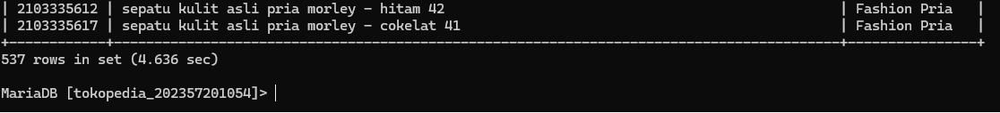 | 2103335612 | sepatu kulit asli pria morley - hitam 42 | Fashion Pria |
| 2103335617 | sepatu kulit asli pria morley - cokelat 41 | Fashion Pria |
+------------+------------------------------------------------------------------------------------------+---------------+
537 rows in set (4.636 sec)
MariaDB [tokopedia_202357201054]>